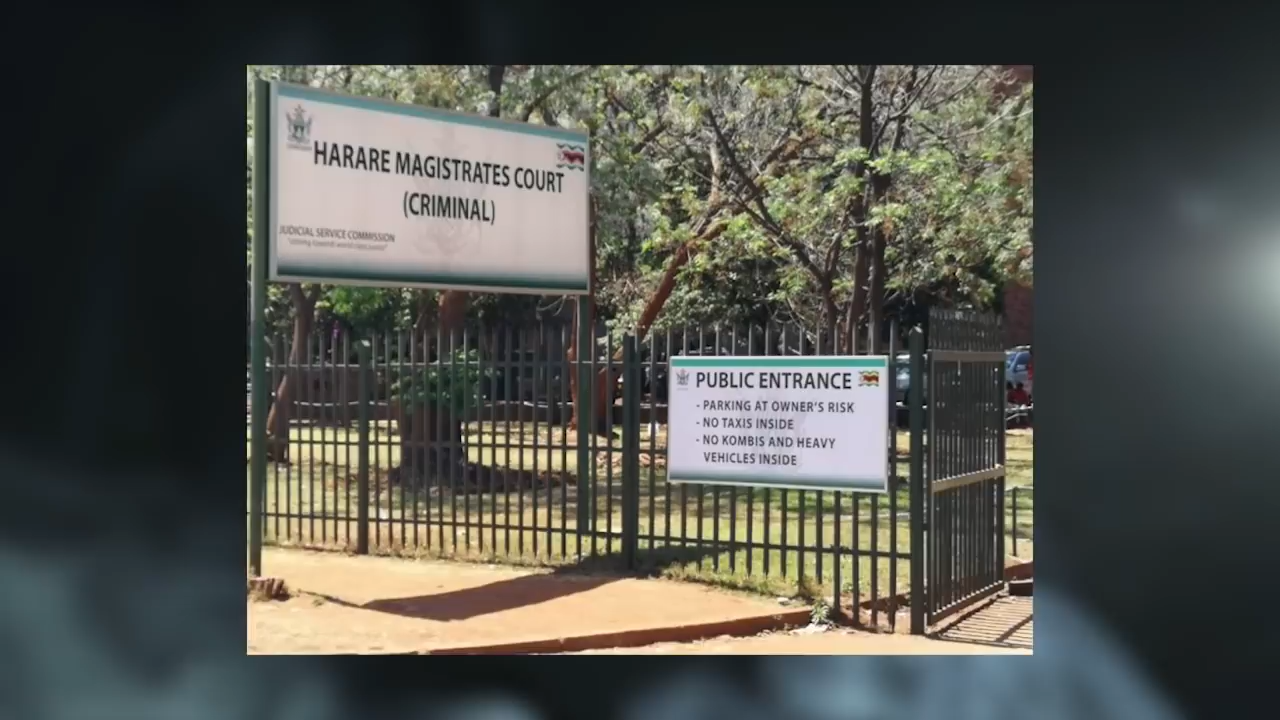 HARARE MAGISTRATES COURT
(CRIMINAL)
JUDICIAL SERVICE COMMISSION
PUBLIC ENTRANCE
- PARKING AT OWNER'S RISK
- NO TAXIS INSIDE
- NO KOMBIS AND HEAVY
VEHICLES INSIDE